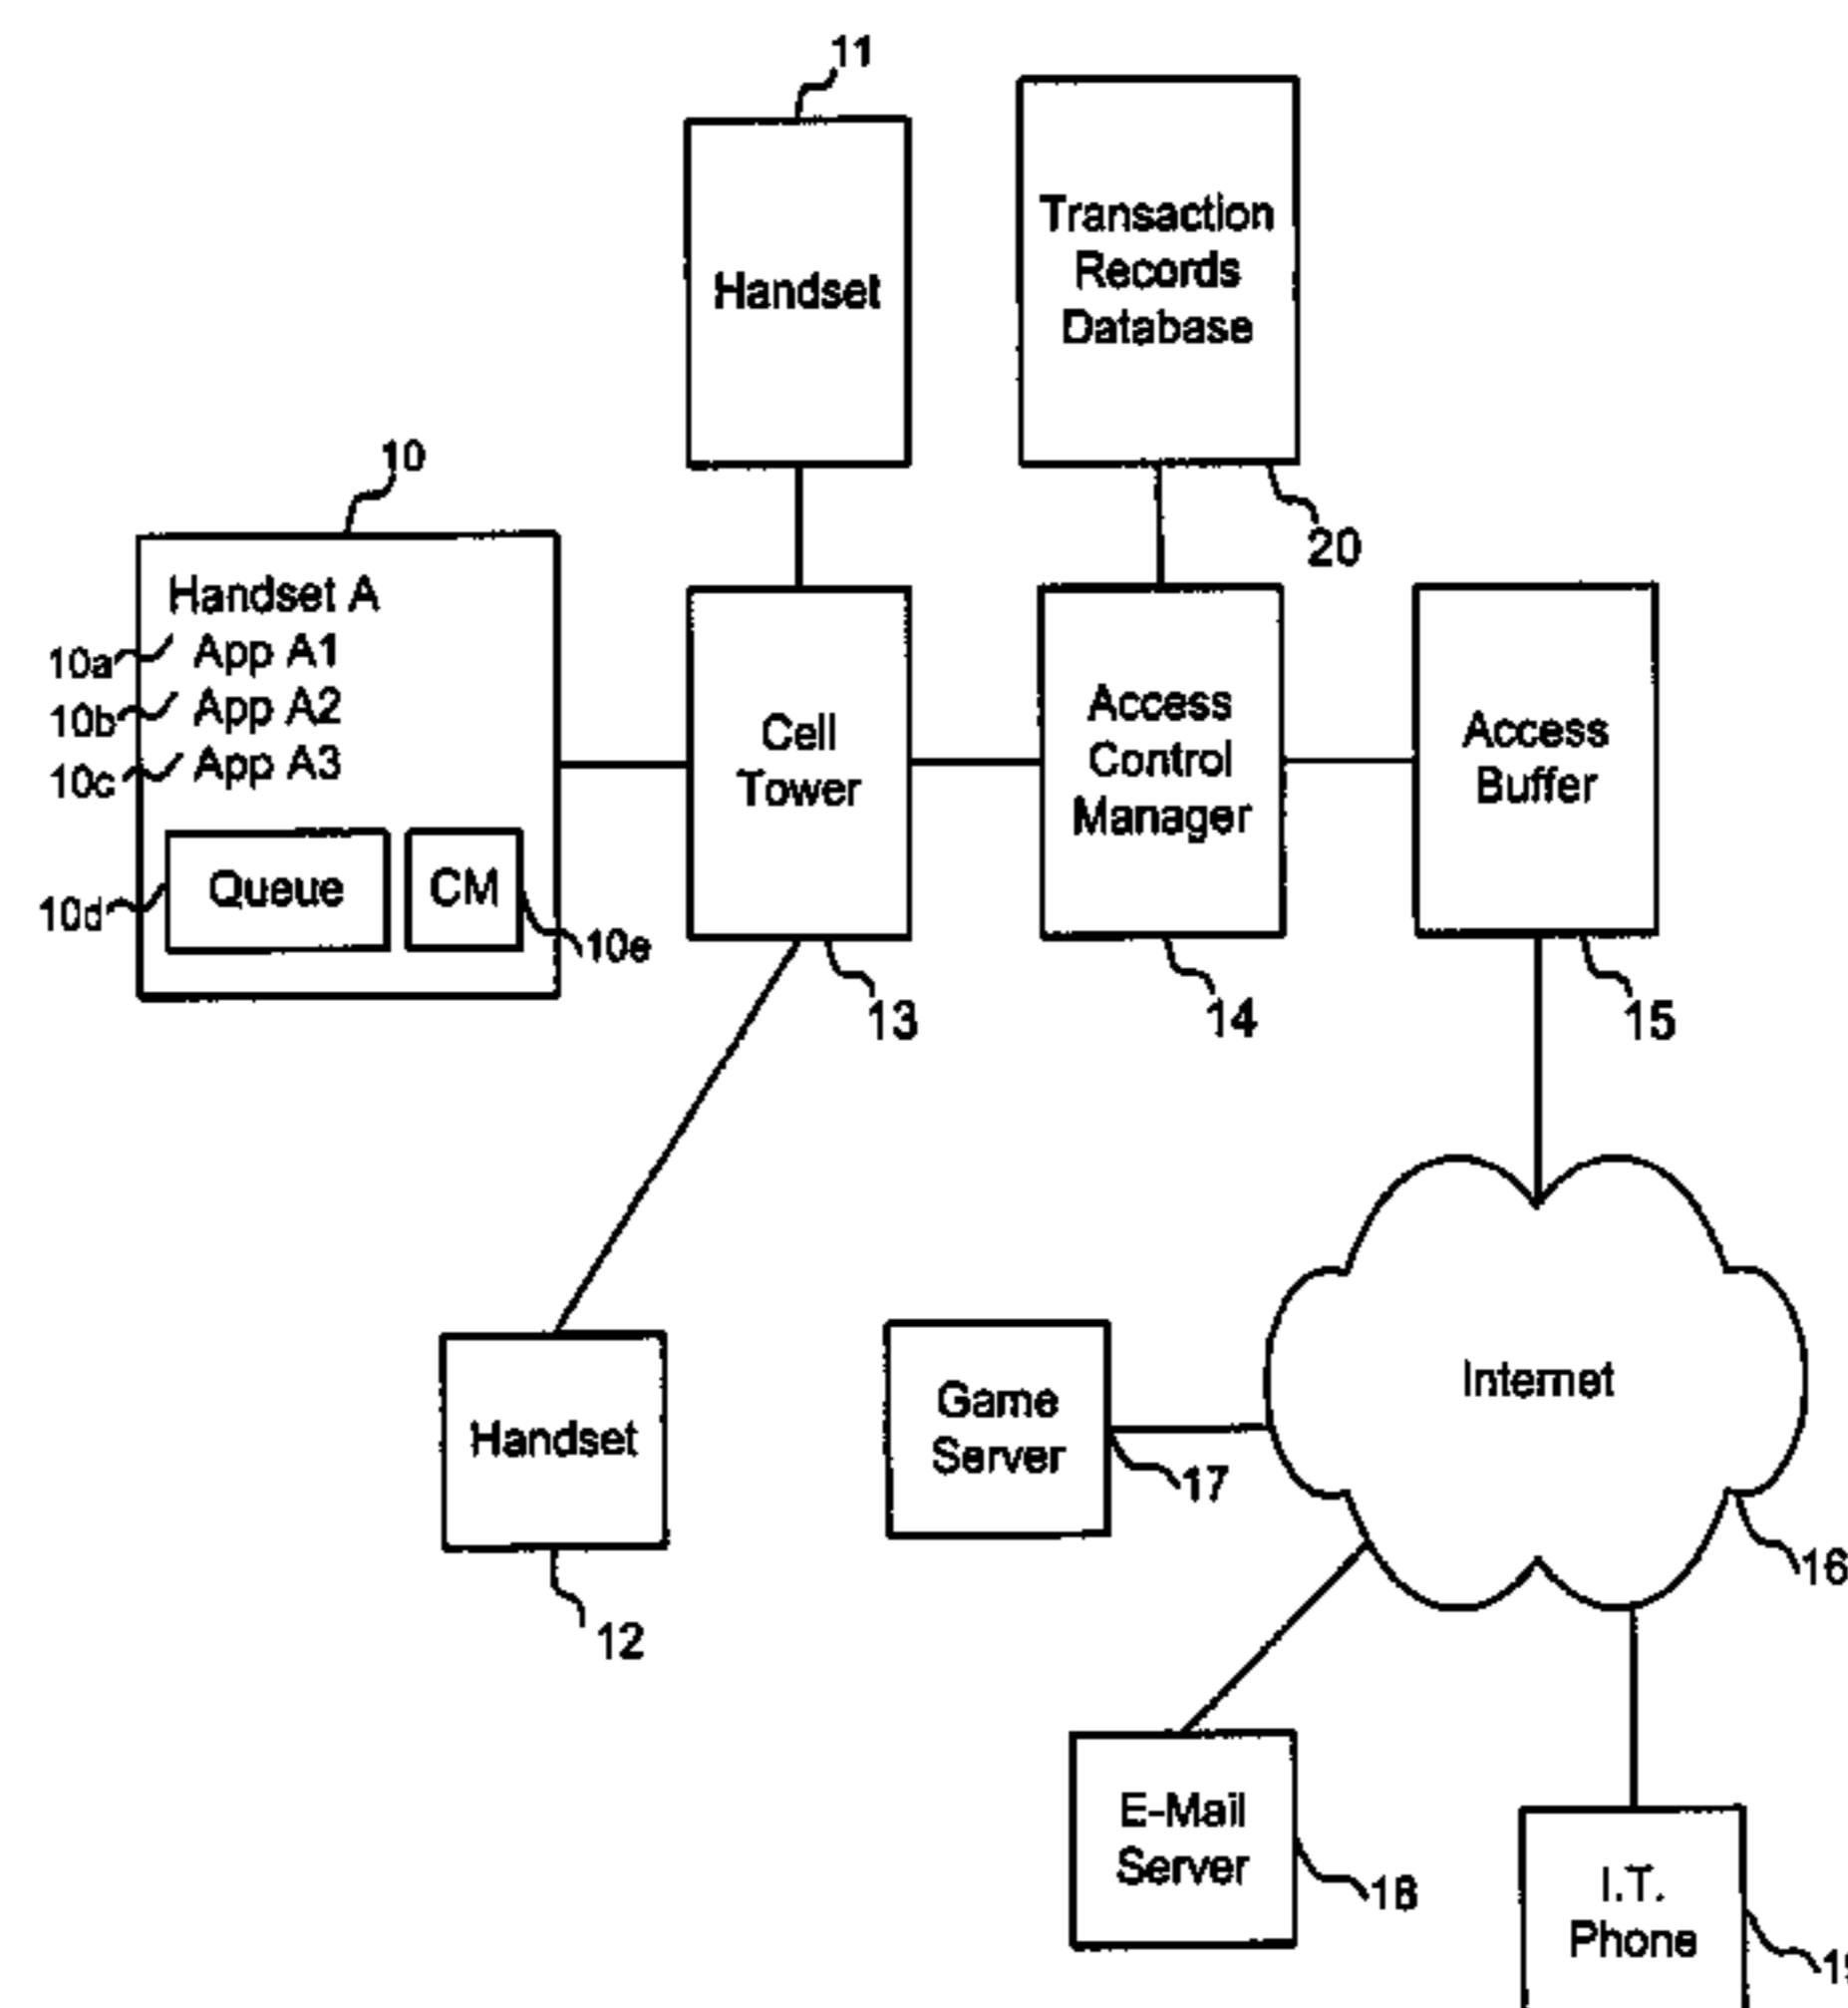 11
Transaction
Records
Database
Handset
10
20
Handset A
10a
App A1
10b
App A2
10c
App A3
Queue
CM
10d
10e
Cell
Tower
Access
Control
Manager
Access
Buffer
13
14
15
Internet
Game
Server
17
Handset
16
12
E-Mail
Server
18
I.T.
Phone